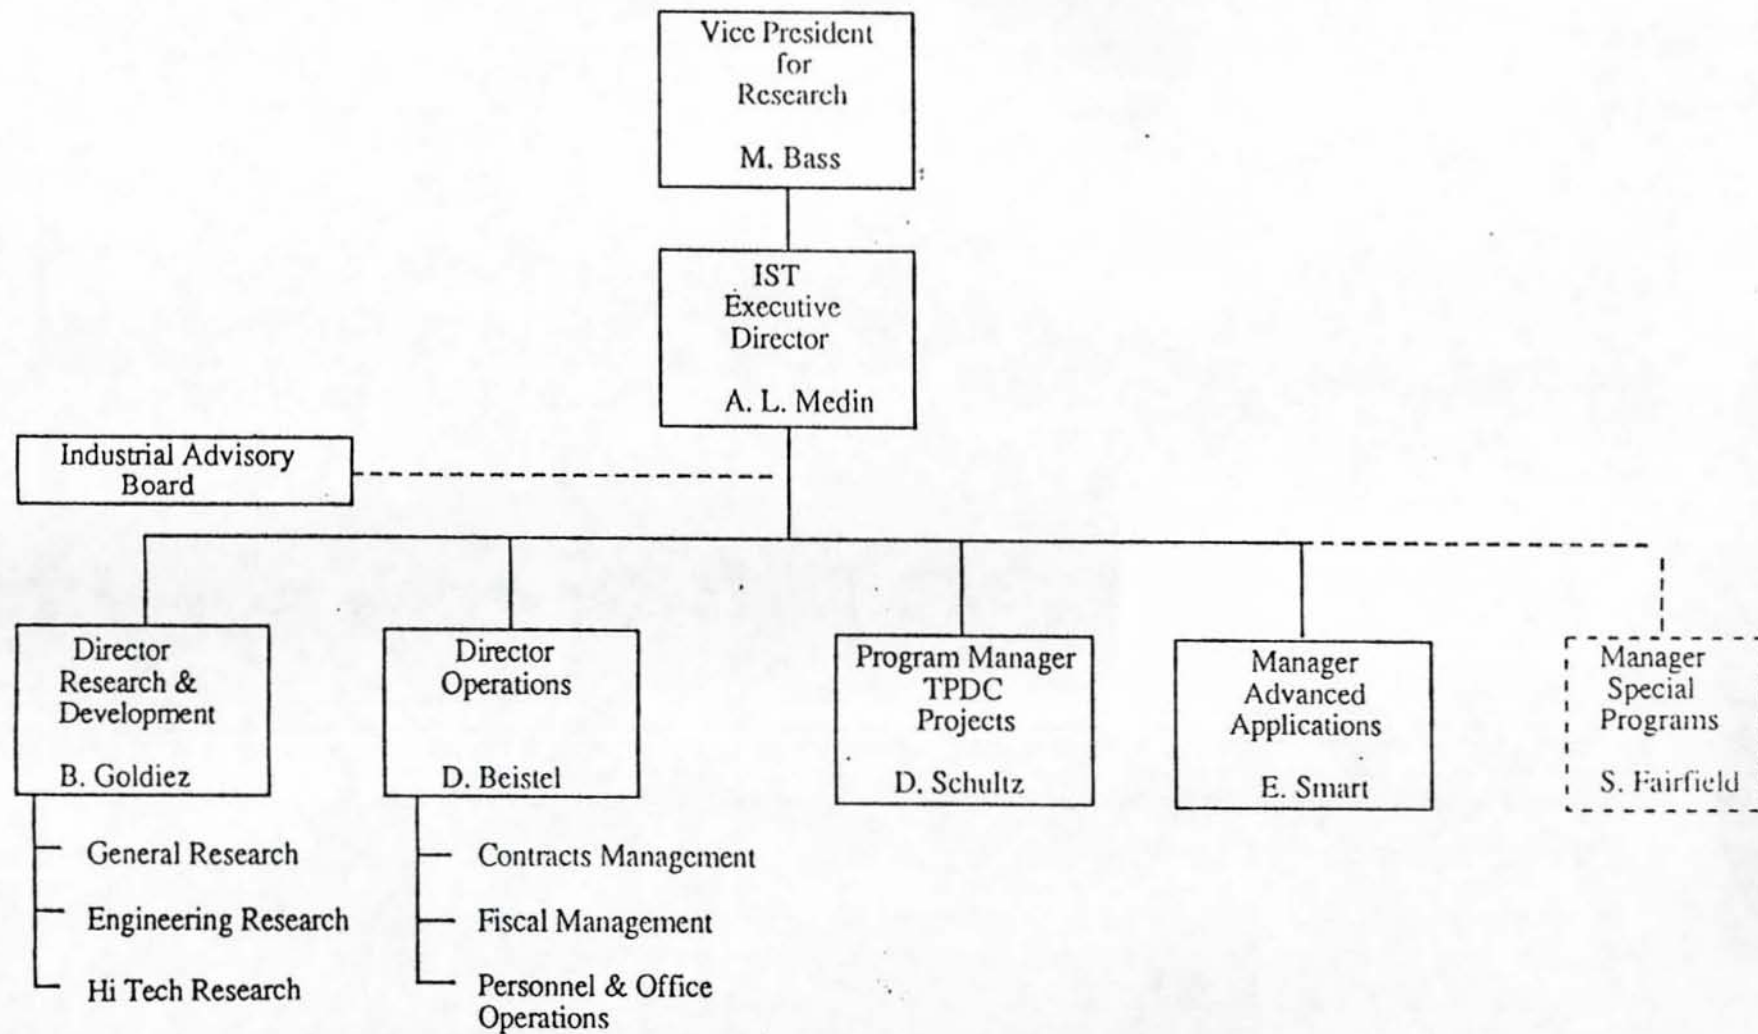 Vice President
for
Research
M. Bass
IST
Executive
Director
A. L. Medin
Industrial Advisory
Board
Director
Research &
Development
B. Goldiez
Director
Operations
D. Beistel
Program Manager
TPDC
Projects
D. Schultz
Manager
Advanced
Applications
E. Smart
Manager
Special
Programs
S. Fairfield
General Research
Engineering Research
Hi Tech Research
Contracts Management
Fiscal Management
Personnel & Office
Operations